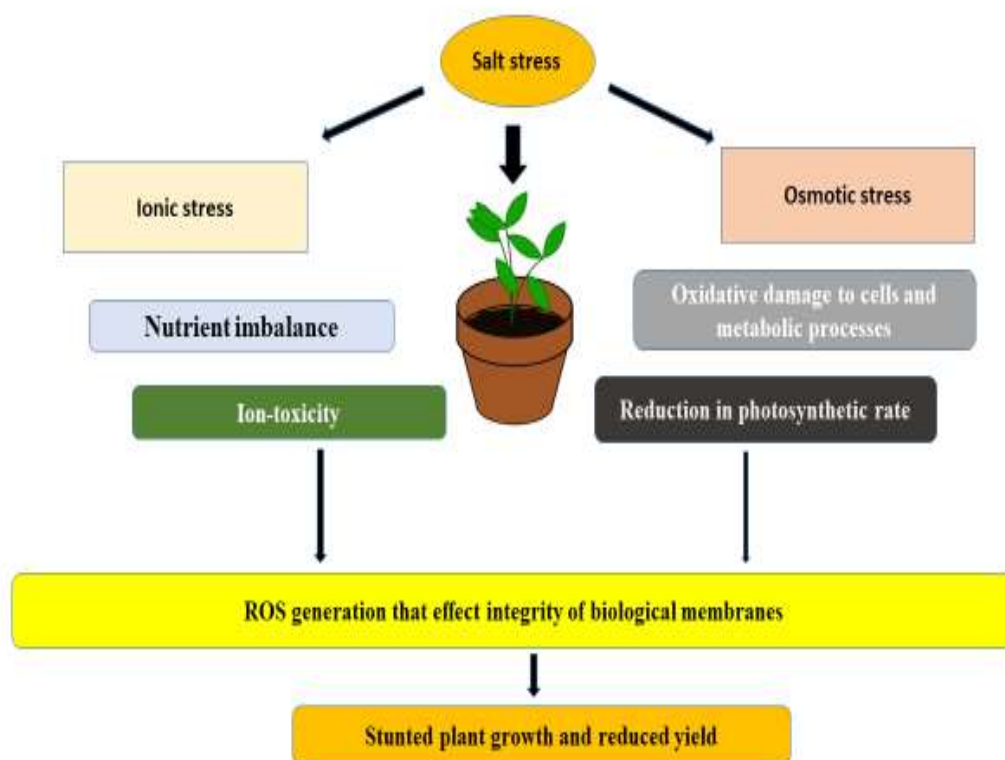 Salt stress
Ionic stress
Osmotic stress
Nutrient imbalance
Oxidative damage to cells and
metabolic processes
Ion-toxicity
Reduction in photosynthetic rate
ROS generation that effect integrity of biological membranes
Stunted plant growth and reduced yield